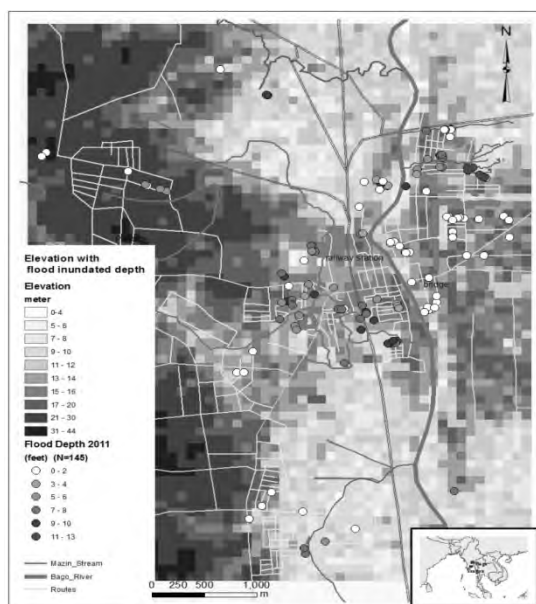 N
railway station
bridge
Elevation with
flood inundated depth
Elevation
meter
0-4
5 - 6
7 - 8
9 - 10
11 - 12
13 - 14
15 - 16
17 - 20
21 - 30
31 - 44
Flood Depth 2011
(feet) (N=145)
0 - 2
3 - 4
5 - 6
7 - 8
9 - 10
11 - 13
Mazin_Stream
Bago_River
Routes
0 250 500 1,000
m